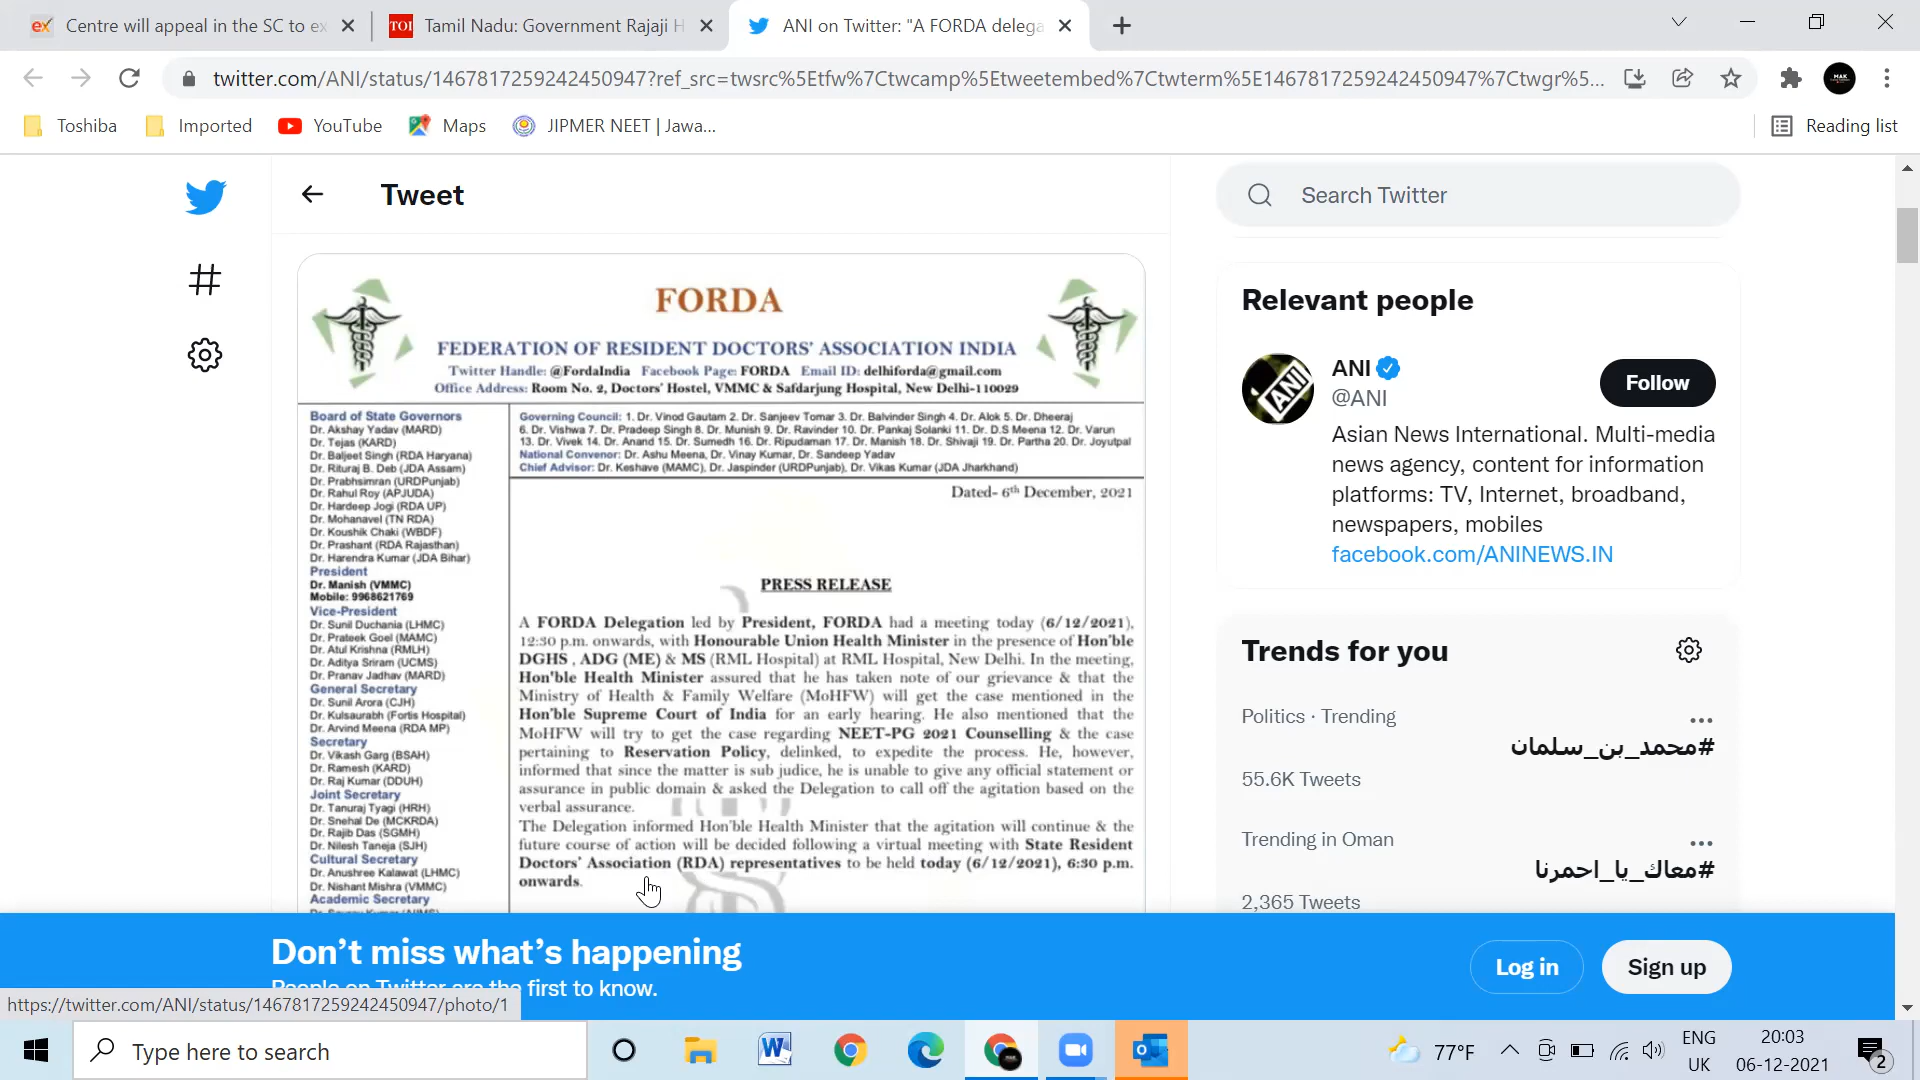 Centre will appeal in the SC to ex
TOI
Tamil Nadu: Government Rajaji H
ANI on Twitter: "A FORDA delega
twitter.com/ANI/status/1467817259242450947?ref_src=twsrc%5Etfw%7Ctwcamp%5Etweetembed%7Ctwterm%5E1467817259242450947%7Ctwgr%5...
Toshiba
Imported
YouTube
Maps
JIPMER NEET | Jawa...
Reading list
Tweet
Search Twitter
FORDA
FEDERATION OF RESIDENT DOCTORS' ASSOCIATION INDIA
Twitter Handle: @FordaIndia Facebook Page: FORDA Email ID: delhiforda@gmail.com
Office Address: Room No. 2, Doctors' Hostel, VMMC & Safdarjung Hospital, New Delhi-110029
Board of State Governors
Dr. Akshay Yadav (MARD)
Dr. Tejas (KARD)
Dr. Baljeet Singh (RDA Haryana)
Dr. Rituraj B. Deb (JDA Assam)
Dr. Prabhsimran (URDPunjab)
Dr. Rahul Roy (APJUDA)
Dr. Hardeep Jogi (RDA UP)
Dr. Mohanavel (TN RDA)
Dr. Koushik Chaki (WBDF)
Dr. Prashant (RDA Rajasthan)
Dr. Harendra Kumar (JDA Bihar)
President
Dr. Manish (VMMC)
Mobile: 9968621769
Vice-President
Dr. Sunil Duchania (LHMC)
Dr. Prateek Goel (MAMC)
Dr. Atul Krishna (RMLH)
Dr. Aditya Sriram (UCMS)
Dr. Pranav Jadhav (MARD)
General Secretary
Dr. Sunil Arora (CJH)
Dr. Kulsaurabh (Fortis Hospital)
Dr. Arvind Meena (RDA MP)
Secretary
Dr. Vikash Garg (BSAH)
Dr. Ramesh (KARD)
Dr. Raj Kumar (DDUH)
Joint Secretary
Dr. Tanuraj Tyagi (HRH)
Dr. Snehal De (MCKRDA)
Dr. Rajib Das (SGMH)
Dr. Nilesh Taneja (SJH)
Cultural Secretary
Dr. Anushree Kalawat (LHMC)
Dr. Nishant Mishra (VMMC)
Academic Secretary
Governing Council: 1. Dr. Vinod Gautam 2. Dr. Sanjeev Tomar 3. Dr. Balvinder Singh 4. Dr. Alok 5. Dr. Dheeraj
6. Dr. Vishwa 7. Dr. Pradeep Singh 8. Dr. Munish 9. Dr. Ravinder 10. Dr. Pankaj Solanki 11. Dr. D.S Meena 12. Dr. Varun
13. Dr. Vivek 14. Dr. Anand 15. Dr. Sumedh 16. Dr. Ripudaman 17. Dr. Manish 18. Dr. Shivaji 19. Dr. Partha 20. Dr. Joyutpal
National Convenor: Dr. Ashu Meena, Dr. Vinay Kumar, Dr. Sandeep Yadav
Chief Advisor: Dr. Keshave (MAMC), Dr. Jaspinder (URDPunjab), Dr. Vikas Kumar (JDA Jharkhand)
Dated- 6th December, 2021
PRESS RELEASE
A FORDA Delegation led by President, FORDA had a meeting today (6/12/2021),
12:30 p.m. onwards, with Honourable Union Health Minister in the presence of Hon'ble
DGHS , ADG (ME) & MS (RML Hospital) at RML Hospital, New Delhi. In the meeting,
Hon'ble Health Minister assured that he has taken note of our grievance & that the
Ministry of Health & Family Welfare (MoHFW) will get the case mentioned in the
Hon'ble Supreme Court of India for an early hearing. He also mentioned that the
MoHFW will try to get the case regarding NEET-PG 2021 Counselling & the case
pertaining to Reservation Policy, delinked, to expedite the process. He, however,
informed that since the matter is sub judice, he is unable to give any official statement or
assurance in public domain & asked the Delegation to call off the agitation based on the
verbal assurance.
The Delegation informed Hon'ble Health Minister that the agitation will continue & the
future course of action will be decided following a virtual meeting with State Resident
Doctors' Association (RDA) representatives to be held today (6/12/2021), 6:30 p.m.
onwards.
Relevant people
ANI
@ANI
Follow
Asian News International. Multi-media
news agency, content for information
platforms: TV, Internet, broadband,
newspapers, mobiles
facebook.com/ANINEWS.IN
Trends for you
Politics · Trending
#محمد_بن_سلمان
55.6K Tweets
Trending in Oman
#معاك_يا_احمرنا
2,365 Tweets
Don't miss what's happening
People on Twitter are the first to know.
Log in
Sign up
https://twitter.com/ANI/status/1467817259242450947/photo/1
Type here to search
77°F
ENG
UK
20:03
06-12-2021
2